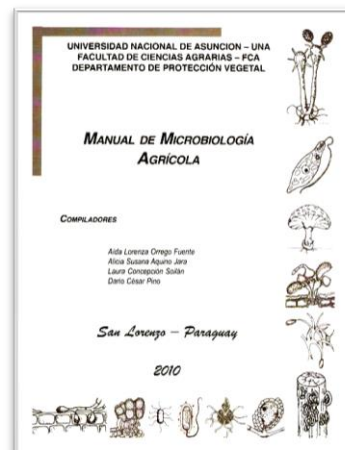 UNIVERSIDAD NACIONAL DE ASUNCION – UNA
FACULTAD DE CIENCIAS AGRARIAS – FCA
DEPARTAMENTO DE PROTECCIÓN VEGETAL
MANUAL DE MICROBIOLOGÍA
AGRÍCOLA
COMPILADORES
Aida Lorenza Orrego Fuente
Alicia Susana Aquino Jara
Laura Concepción Soilán
Darío César Pino
San Lorenzo – Paraguay
2010